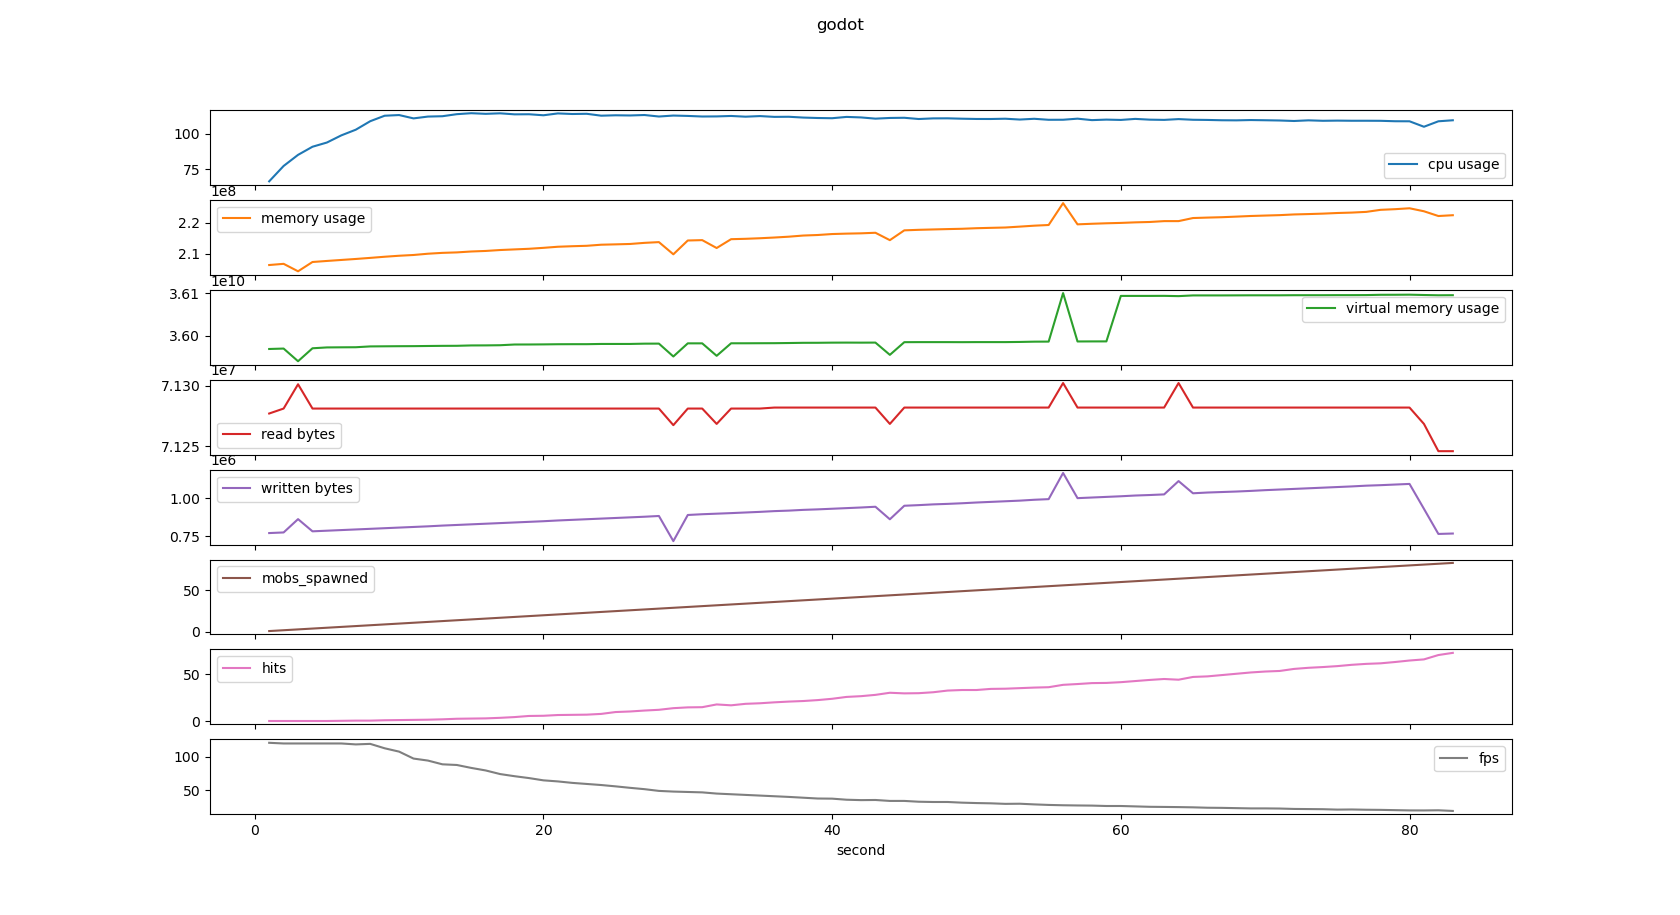 godot
100
75
cpu usage
1e8
2.2
2.1
memory usage
1e10
3.61
3.60
virtual memory usage
1e7
7.130
7.125
read bytes
1e6
1.00
0.75
written bytes
50
0
mobs_spawned
50
0
hits
100
50
fps
0 20 40 60 80
second